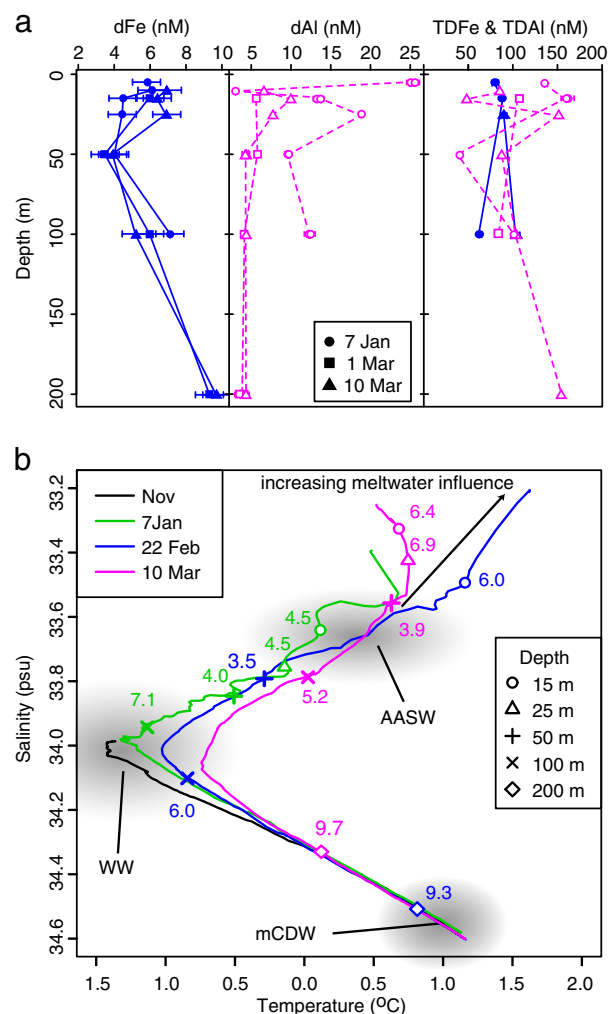 a
dFe (nM)
dAl (nM)
TDFe & TDAl (nM)
2 4 6 8 10
5 10 15 20 25
50 100 150 200
Depth (m)
0
50
100
150
200
7 Jan
1 Mar
10 Mar
b
Nov
7Jan
22 Feb
10 Mar
increasing meltwater influence
6.4
6.9
6.0
4.5
4.5
3.9
3.5
4.0
5.2
7.1
6.0
9.7
9.3
AASW
WW
mCDW
Depth
15 m
25 m
50 m
100 m
200 m
Salinity (psu)
33.2
33.4
33.6
33.8
34.0
34.2
34.4
34.6
1.5 1.0 0.5 0.0 0.5 1.0 1.5 2.0
Temperature (OC)